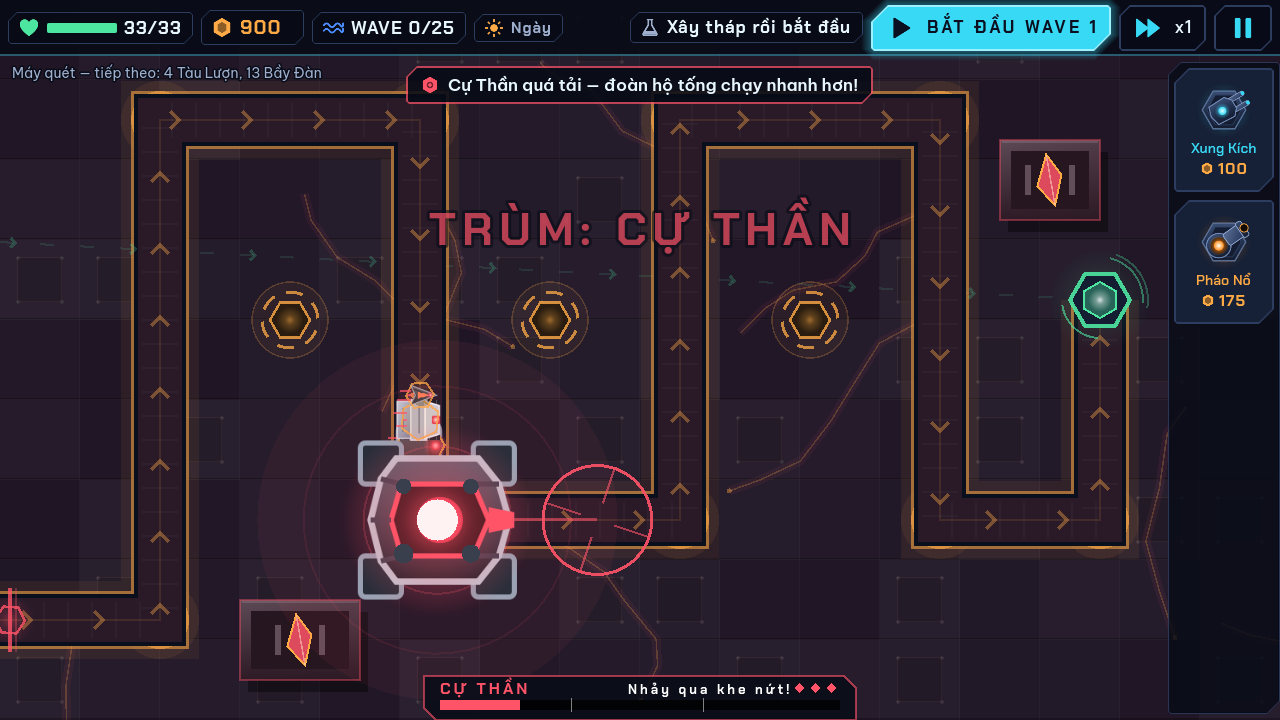 33/33
900
WAVE 0/25
Ngày
Xây tháp rồi bắt đầu
BẮT ĐẦU WAVE 1
x1
Máy quét — tiếp theo: 4 Tàu Lượn, 13 Bầy Đàn
Cự Thần quá tải — đoàn hộ tống chạy nhanh hơn!
Xung Kích
100
TRÙM: CỰ THẦN
Pháo Nổ
175
CỰ THẦN
Nhảy qua khe nứt!